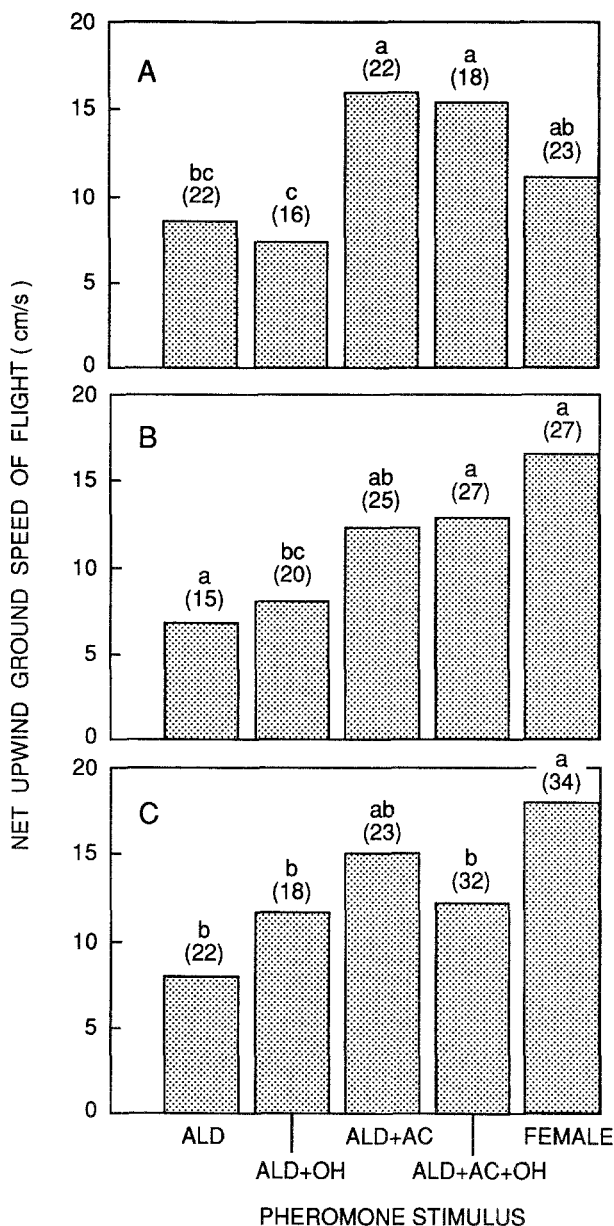 NET UPWIND GROUND SPEED OF FLIGHT ( cm/s )
20
15
10
5
0
A
bc
(22)
c
(16)
a
(22)
a
(18)
ab
(23)
20
15
10
5
0
B
a
(15)
bc
(20)
ab
(25)
a
(27)
a
(27)
20
15
10
5
0
C
b
(22)
b
(18)
ab
(23)
b
(32)
a
(34)
ALD
ALD+OH
ALD+AC
ALD+AC+OH
FEMALE
PHEROMONE STIMULUS